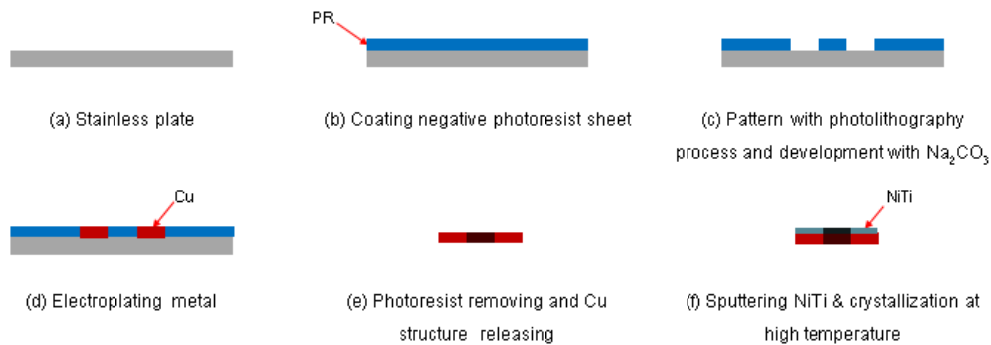 PR
(a) Stainless plate
(b) Coating negative photoresist sheet
(c) Pattern with photolithography
process and development with Na₂CO₃
Cu
NiTi
(d) Electroplating metal
(e) Photoresist removing and Cu
structure releasing
(f) Sputtering NiTi & crystallization at
high temperature